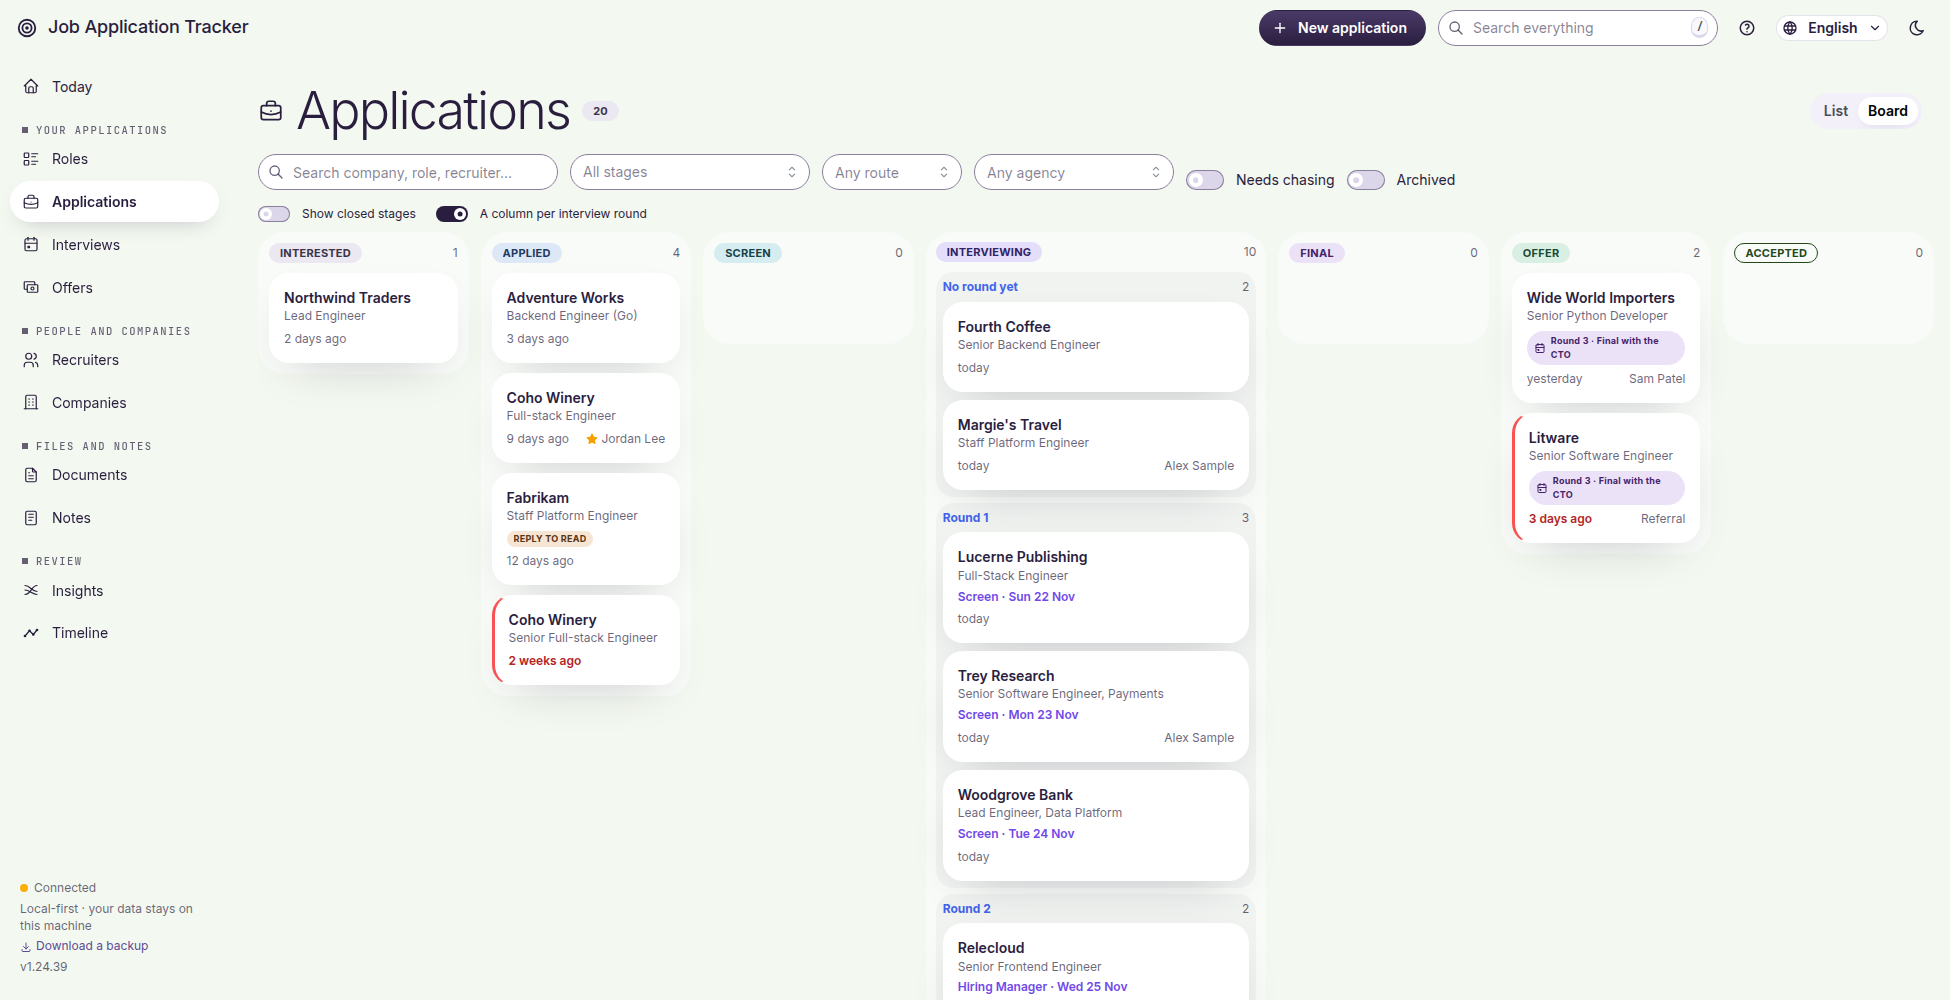 Job Application Tracker
New application
Search everything
/
English
Today
YOUR APPLICATIONS
Roles
Applications
Interviews
Offers
PEOPLE AND COMPANIES
Recruiters
Companies
FILES AND NOTES
Documents
Notes
REVIEW
Insights
Timeline
Connected
Local-first · your data stays on
this machine
Download a backup
v1.24.39
Applications
20
List
Board
Search company, role, recruiter...
All stages
Any route
Any agency
Needs chasing
Archived
Show closed stages
A column per interview round
INTERESTED
1
Northwind Traders
Lead Engineer
2 days ago
APPLIED
4
Adventure Works
Backend Engineer (Go)
3 days ago
Coho Winery
Full-stack Engineer
9 days ago
Jordan Lee
Fabrikam
Staff Platform Engineer
REPLY TO READ
12 days ago
Coho Winery
Senior Full-stack Engineer
2 weeks ago
SCREEN
0
INTERVIEWING
10
No round yet
2
Fourth Coffee
Senior Backend Engineer
today
Margie's Travel
Staff Platform Engineer
today
Alex Sample
Round 1
3
Lucerne Publishing
Full-Stack Engineer
Screen · Sun 22 Nov
today
Trey Research
Senior Software Engineer, Payments
Screen · Mon 23 Nov
today
Alex Sample
Woodgrove Bank
Lead Engineer, Data Platform
Screen · Tue 24 Nov
today
Round 2
2
Relecloud
Senior Frontend Engineer
Hiring Manager · Wed 25 Nov
FINAL
0
OFFER
2
Wide World Importers
Senior Python Developer
Round 3 · Final with the
CTO
yesterday
Sam Patel
Litware
Senior Software Engineer
Round 3 · Final with the
CTO
3 days ago
Referral
ACCEPTED
0